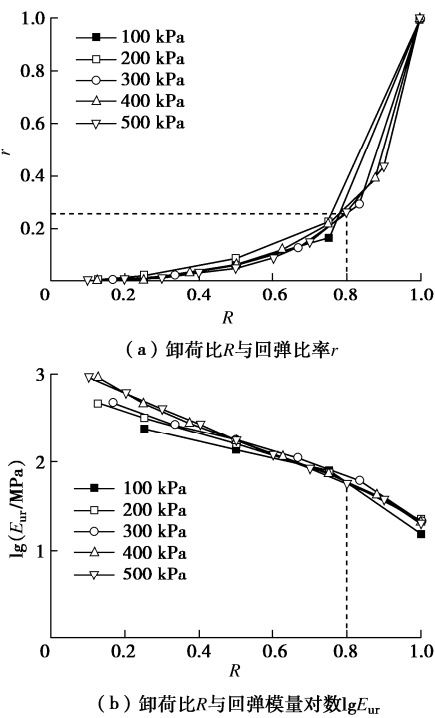 1.0
0.8
0.6
0.4
0.2
r
100 kPa
200 kPa
300 kPa
400 kPa
500 kPa
0 0.2 0.4 0.6 0.8 1.0
R
(a)卸荷比R与回弹比率r
3
2
1
0
lg(Eur/MPa)
100 kPa
200 kPa
300 kPa
400 kPa
500 kPa
0.2 0.4 0.6 0.8 1.0
R
(b)卸荷比R与回弹模量对数lgEur